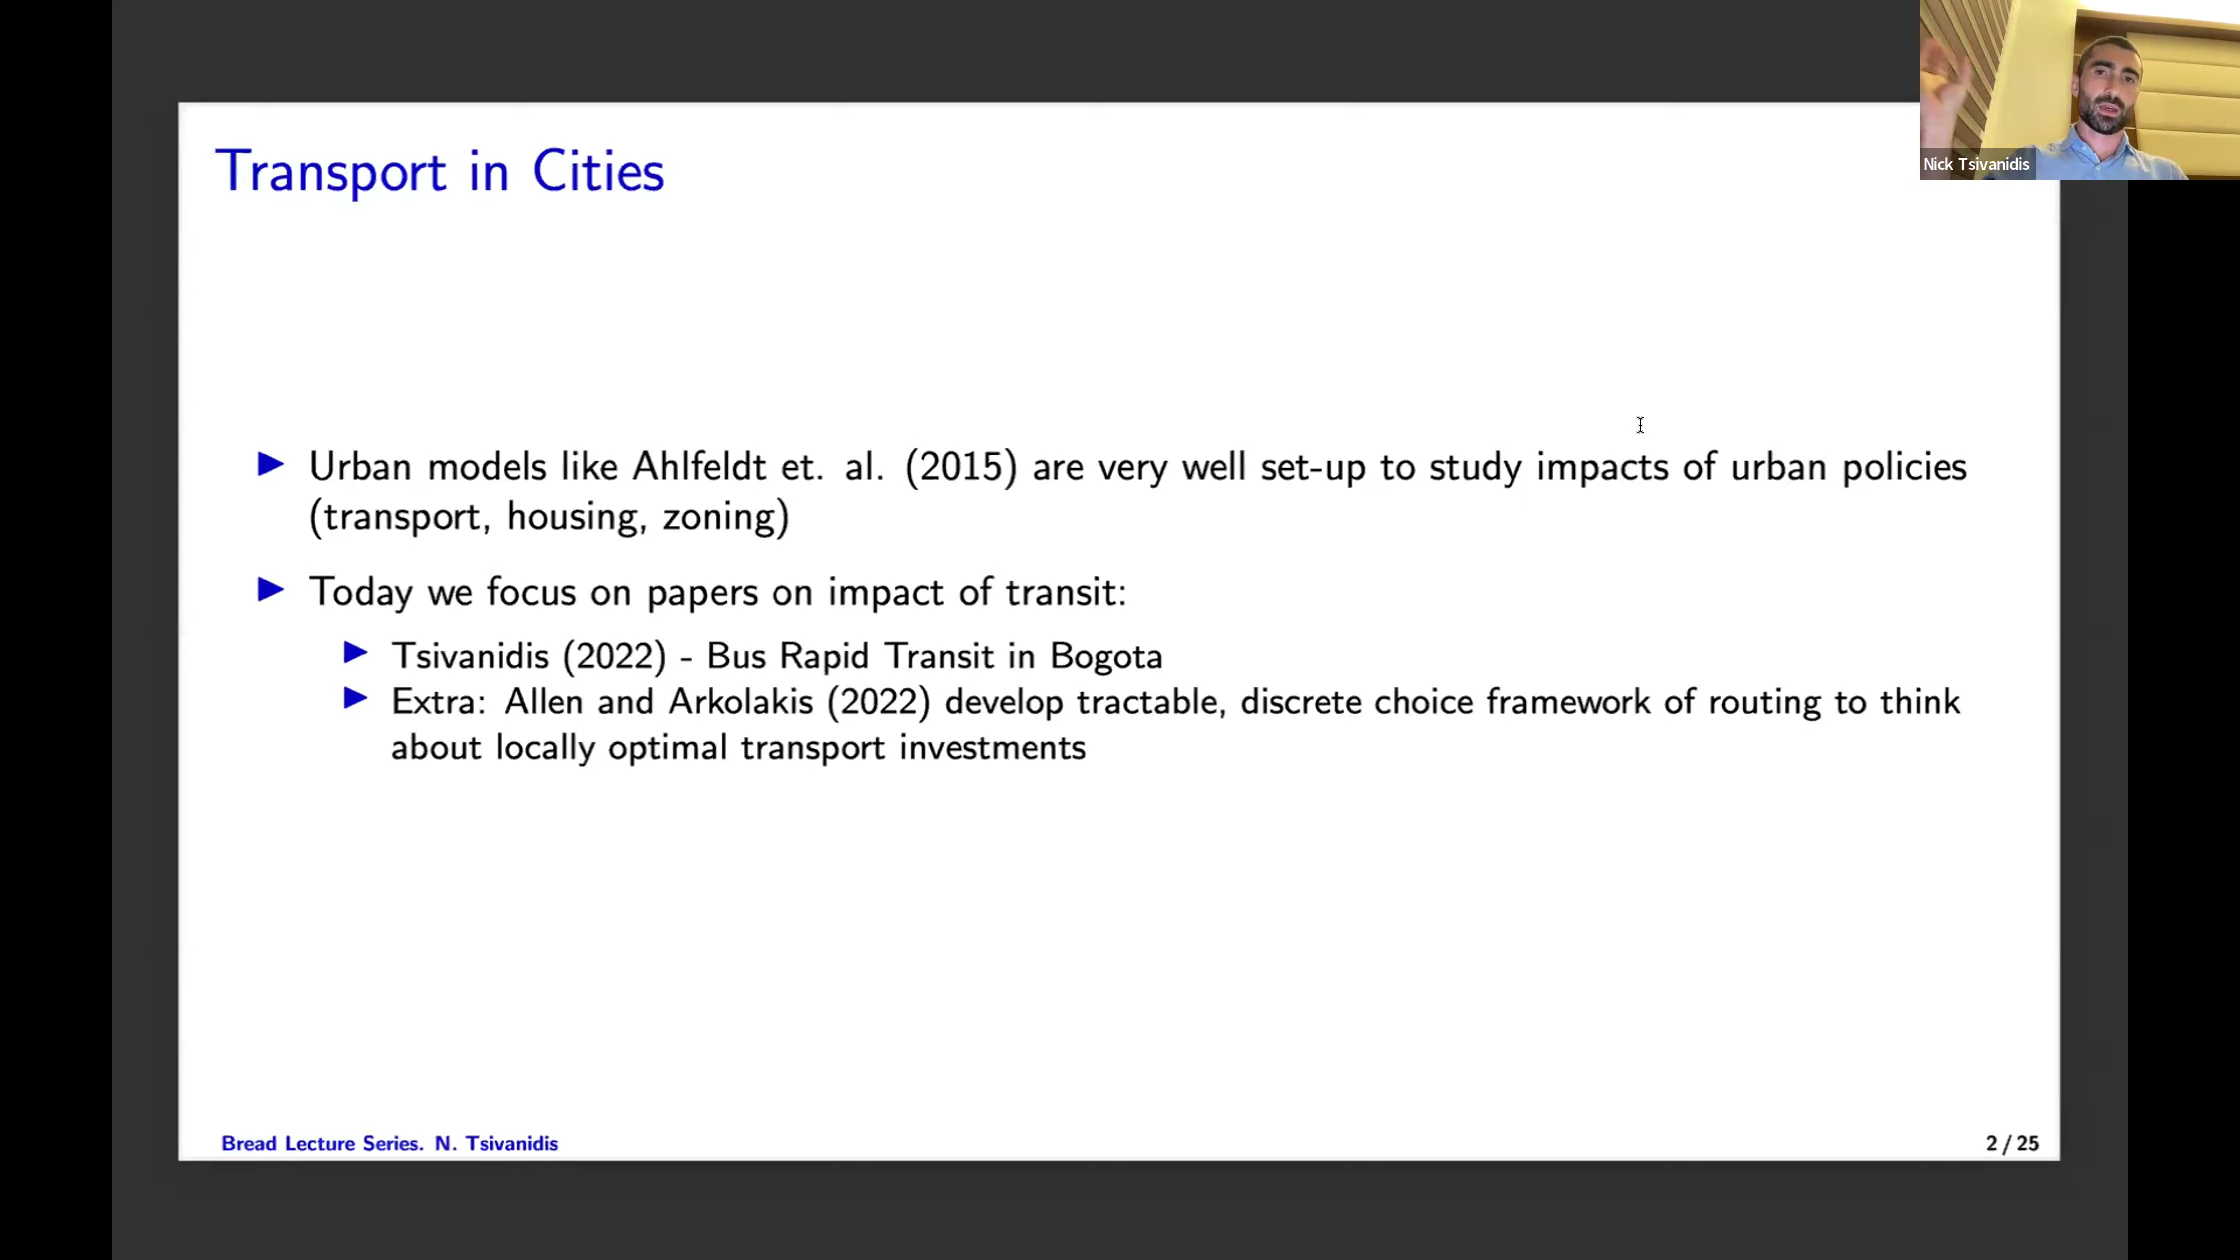 Nick Tsivanidis
Transport in Cities
Urban models like Ahlfeldt et. al. (2015) are very well set-up to study impacts of urban policies
(transport, housing, zoning)
Today we focus on papers on impact of transit:
Tsivanidis (2022) - Bus Rapid Transit in Bogota
Extra: Allen and Arkolakis (2022) develop tractable, discrete choice framework of routing to think
about locally optimal transport investments
Bread Lecture Series. N. Tsivanidis
2 / 25